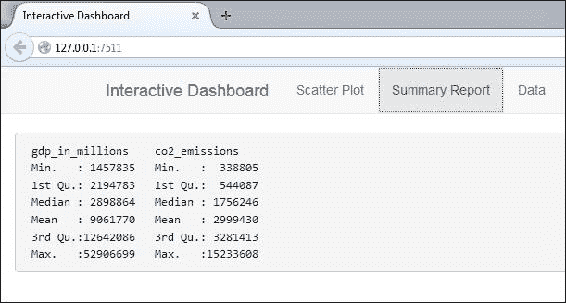 Interactive Dashboard
127.0.0.1:7511
Interactive Dashboard Scatter Plot Summary Report Data
gdp_in_millions co2_emissions
Min. : 1457835 Min. : 338805
1st Qu.: 2194783 1st Qu.: 544087
Median : 2898864 Median : 1756246
Mean : 9061770 Mean : 2999430
3rd Qu.:12642086 3rd Qu.: 3281413
Max. :52906699 Max. :15233608